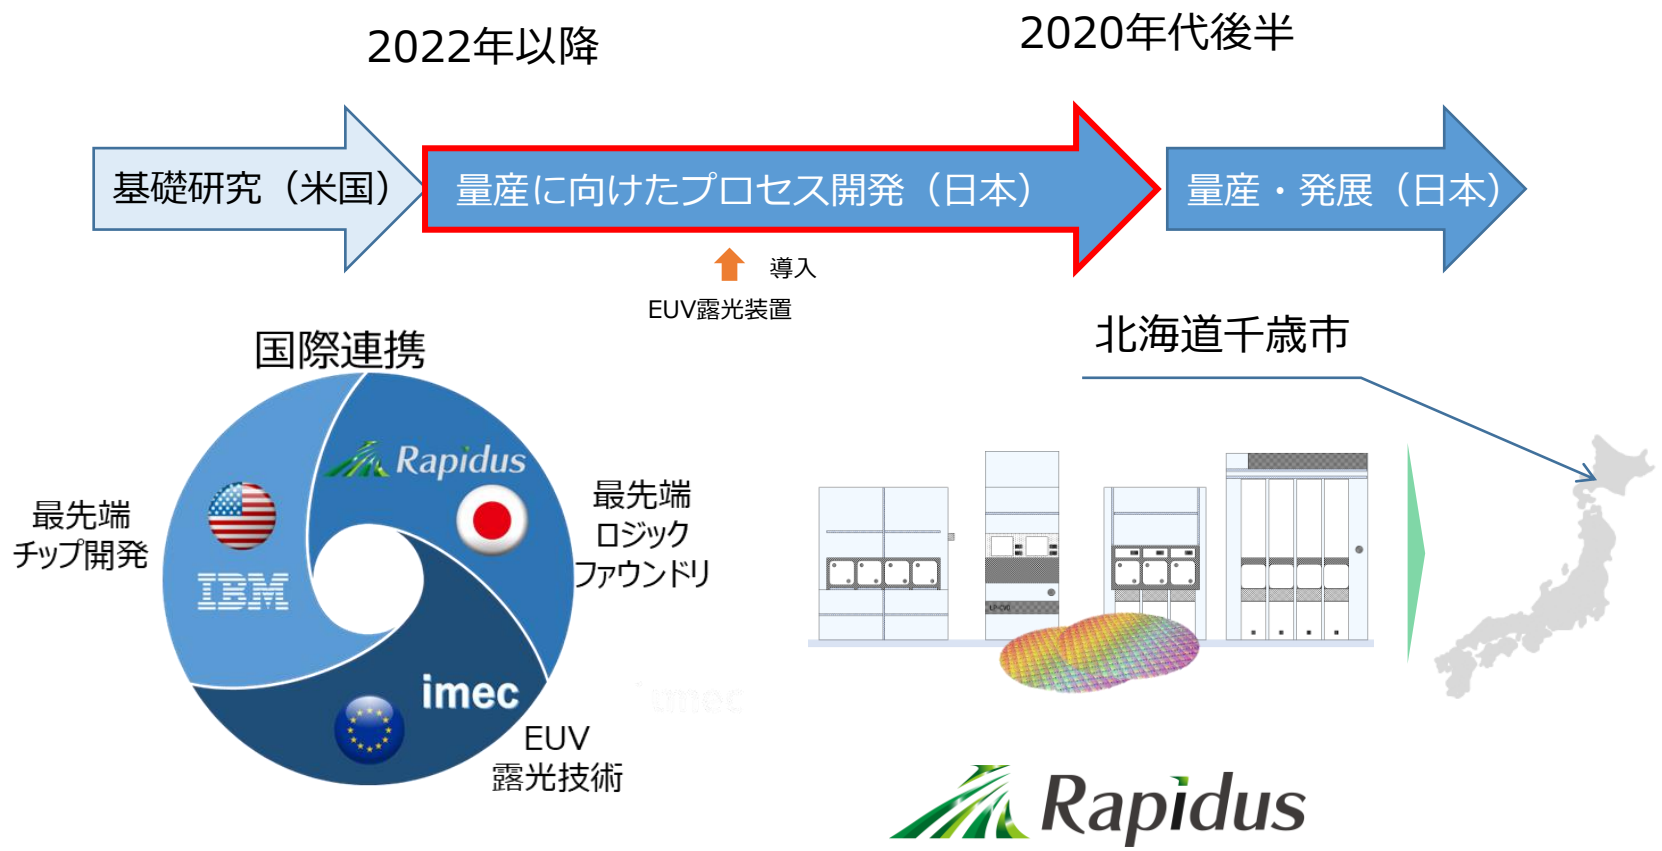 2022年以降
2020年代後半
基礎研究（米国）
量産に向けたプロセス開発（日本）
量産・発展（日本）
導入
EUV露光装置
国際連携
北海道千歳市
Rapidus
最先端
チップ開発
IBM
最先端
ロジック
ファウンドリ
imec
EUV
露光技術
imec
Rapidus